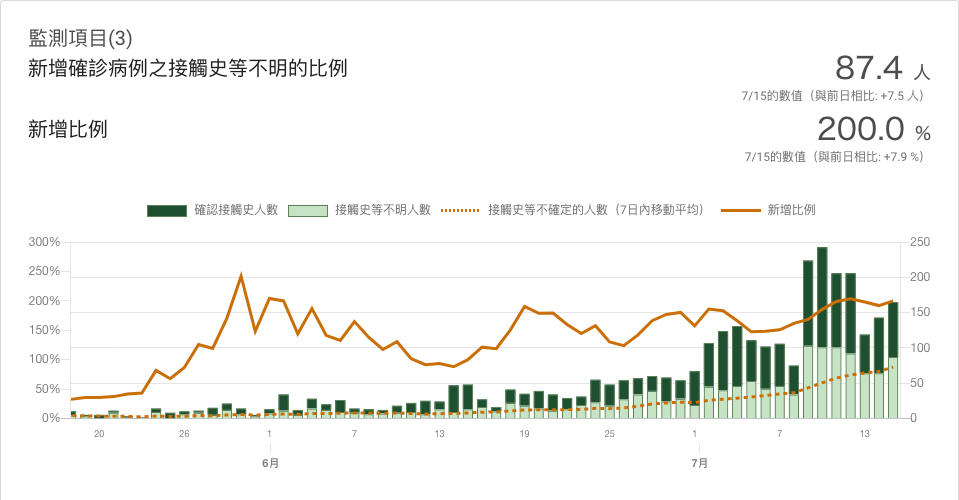 監測項目(3)
新增確診病例之接觸史等不明的比例
87.4 人
7/15的數值（與前日相比: +7.5 人）
新增比例
200.0 %
7/15的數值（與前日相比: +7.9 %）
確認接觸史人數 接觸史等不明人數 接觸史等不確定的人數（7日內移動平均） 新增比例
300% 250
250% 200
200% 150
150% 100
100% 50
50% 0
0%
20 26 1 7 13 19 25 1 7 13
6月 7月